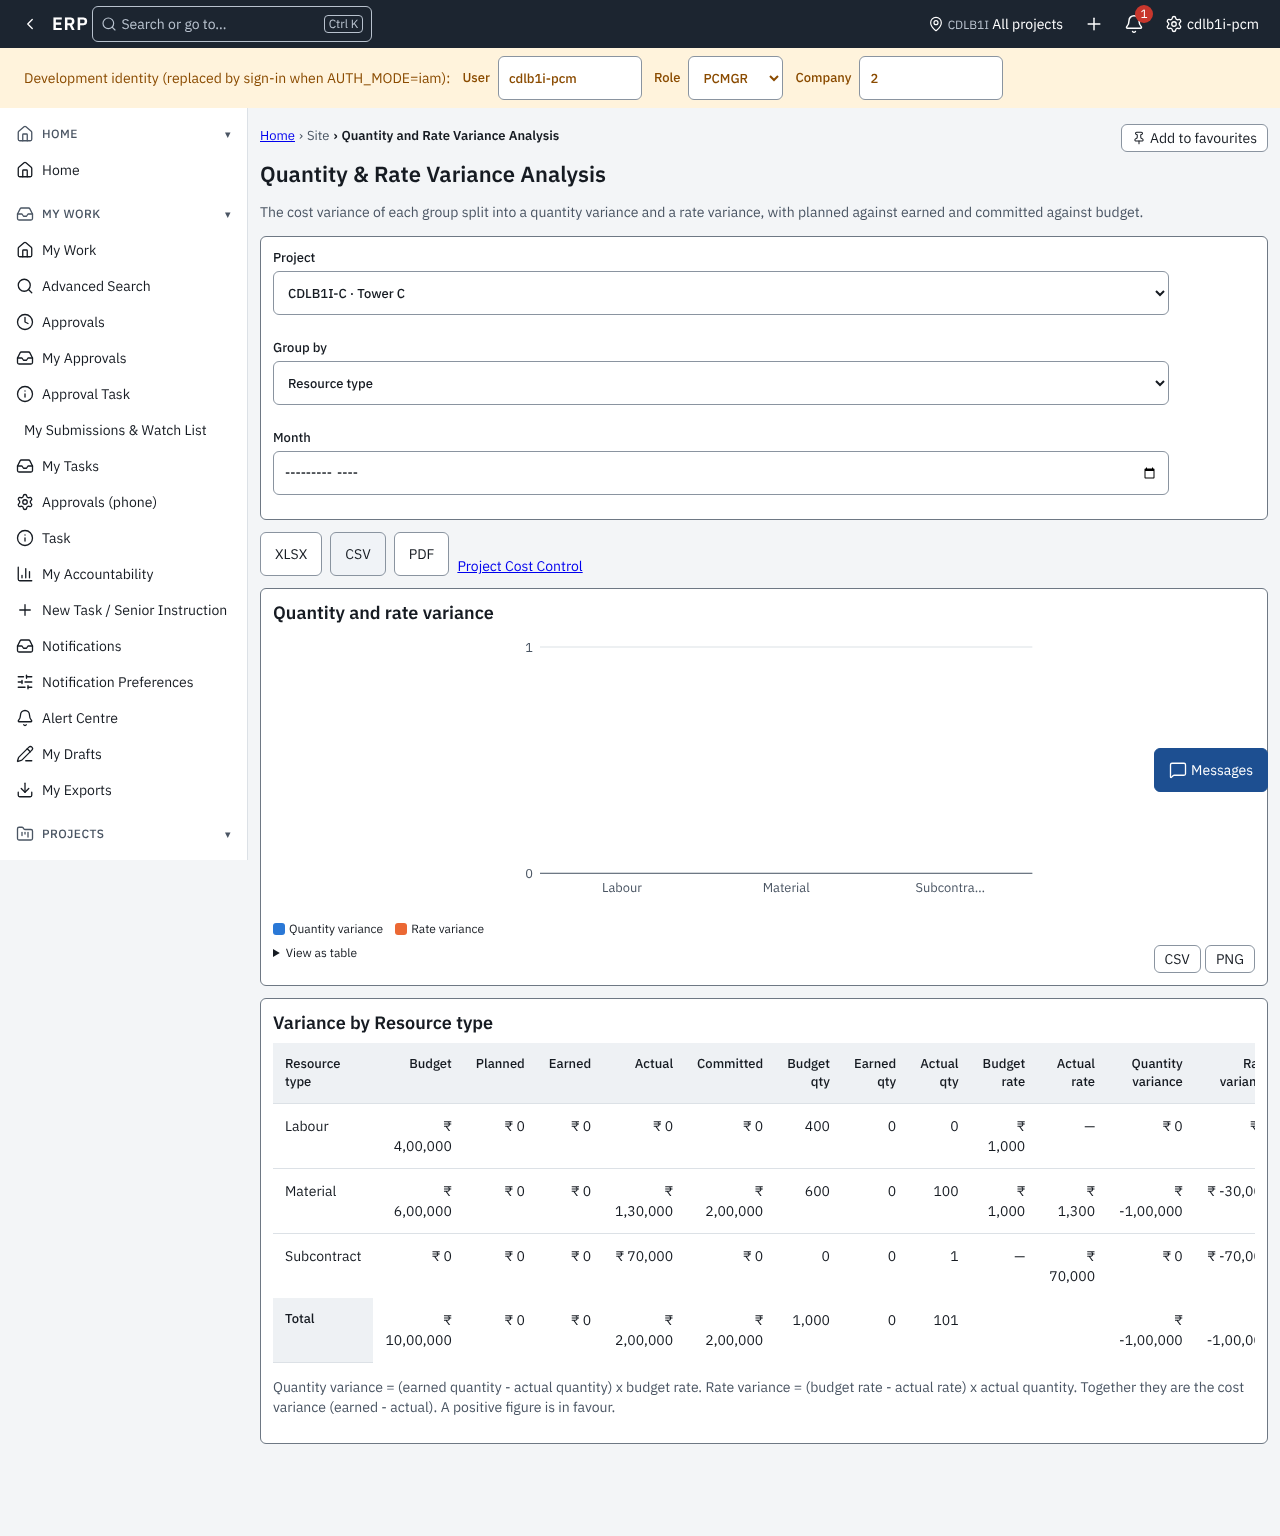 ERP
Search or go to...
Ctrl K
CDLB1I All projects
1
cdlb1i-pcm
Development identity (replaced by sign-in when AUTH_MODE=iam):
User
cdlb1i-pcm
Role
PCMGR
Company
2
HOME
Home
MY WORK
My Work
Advanced Search
Approvals
My Approvals
Approval Task
My Submissions & Watch List
My Tasks
Approvals (phone)
Task
My Accountability
New Task / Senior Instruction
Notifications
Notification Preferences
Alert Centre
My Drafts
My Exports
PROJECTS
Home › Site › Quantity and Rate Variance Analysis
Add to favourites
Quantity & Rate Variance Analysis
The cost variance of each group split into a quantity variance and a rate variance, with planned against earned and committed against budget.
Project
CDLB1I-C · Tower C
Group by
Resource type
Month
--------- ----
XLSX
CSV
PDF
Project Cost Control
Quantity and rate variance
1
0
Labour
Material
Subcontra...
Messages
Quantity variance
Rate variance
View as table
CSV
PNG
Variance by Resource type
Resource type Budget Planned Earned Actual Committed Budget qty Earned qty Actual qty Budget rate Actual rate Quantity variance
Labour ₹ 4,00,000 ₹ 0 ₹ 0 ₹ 0 ₹ 0 400 0 0 ₹ 1,000 — ₹ 0
Material ₹ 6,00,000 ₹ 0 ₹ 0 ₹ 1,30,000 ₹ 2,00,000 600 0 100 ₹ 1,000 ₹ 1,300 ₹ -1,00,000
Subcontract ₹ 0 ₹ 0 ₹ 0 ₹ 70,000 ₹ 0 0 0 1 — ₹ 70,000 ₹ 0
Total ₹ 10,00,000 ₹ 0 ₹ 0 ₹ 2,00,000 ₹ 2,00,000 1,000 0 101 ₹ -1,00,000
Quantity variance = (earned quantity - actual quantity) x budget rate. Rate variance = (budget rate - actual rate) x actual quantity. Together they are the cost
variance (earned - actual). A positive figure is in favour.